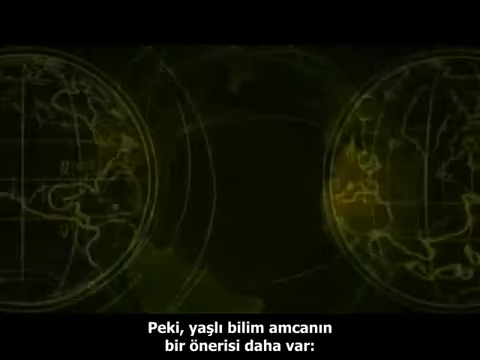 Peki, yaşlı bilim amcanın
bir önerisi daha var: